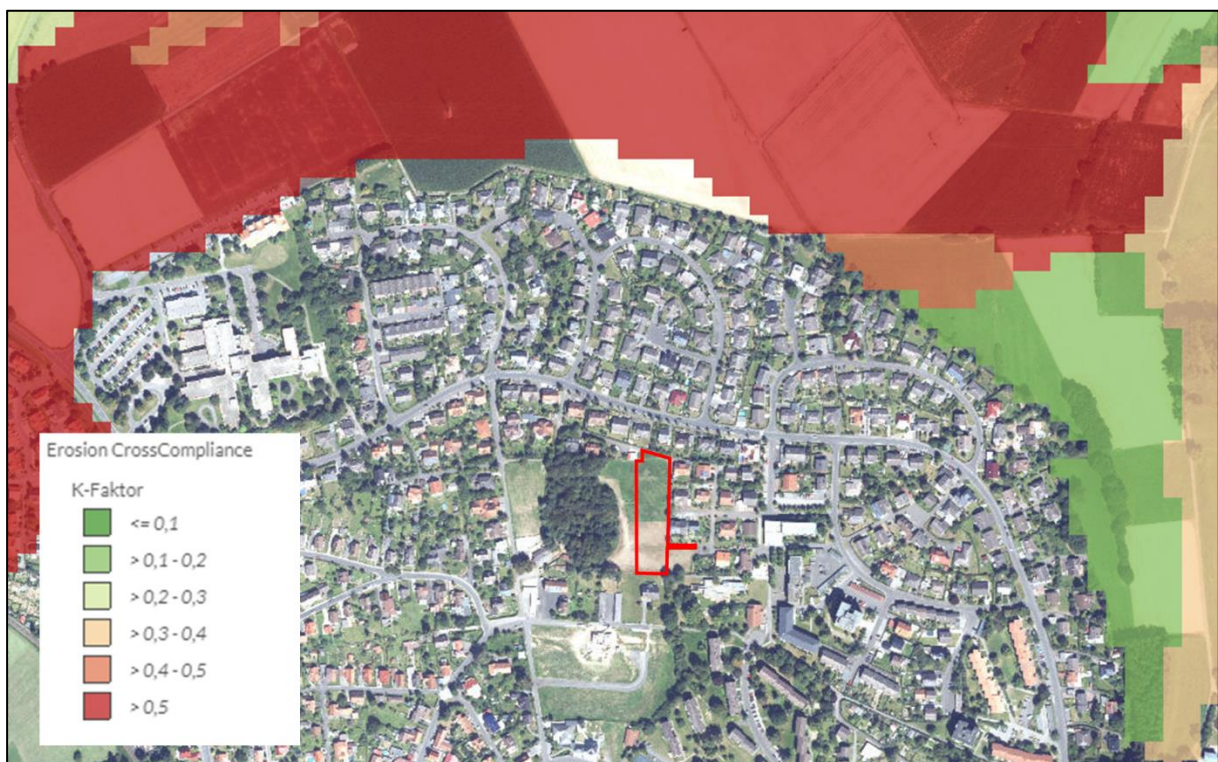 Erosion CrossCompliance
K-Faktor
<= 0,1
> 0,1 - 0,2
> 0,2 - 0,3
> 0,3 - 0,4
> 0,4 - 0,5
> 0,5